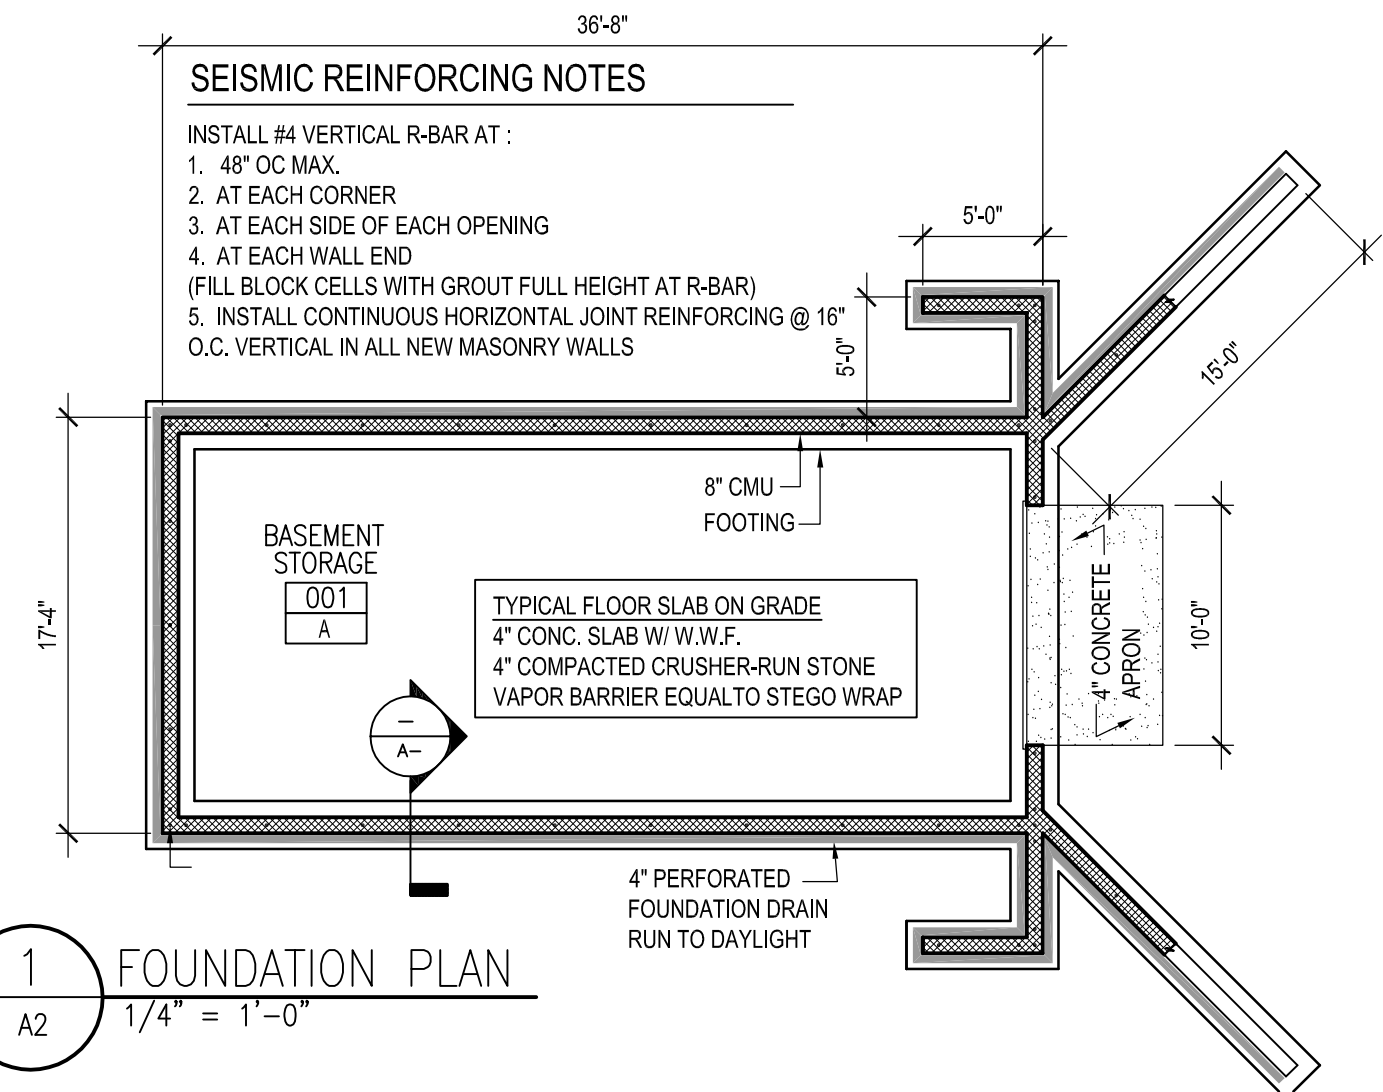 36'-8"
SEISMIC REINFORCING NOTES
INSTALL #4 VERTICAL R-BAR AT :
1. 48" OC MAX.
2. AT EACH CORNER
3. AT EACH SIDE OF EACH OPENING
4. AT EACH WALL END
(FILL BLOCK CELLS WITH GROUT FULL HEIGHT AT R-BAR)
5. INSTALL CONTINUOUS HORIZONTAL JOINT REINFORCING @ 16"
O.C. VERTICAL IN ALL NEW MASONRY WALLS
5'-0"
5'-0"
15'-0"
8" CMU
FOOTING
BASEMENT
STORAGE
001
A
17'-4"
TYPICAL FLOOR SLAB ON GRADE
4" CONC. SLAB W/ W.W.F.
4" COMPACTED CRUSHER-RUN STONE
VAPOR BARRIER EQUALTO STEGO WRAP
4" CONCRETE
APRON
10'-0"
–
A–
4" PERFORATED
FOUNDATION DRAIN
RUN TO DAYLIGHT
1
A2
FOUNDATION PLAN
1/4" = 1'-0"